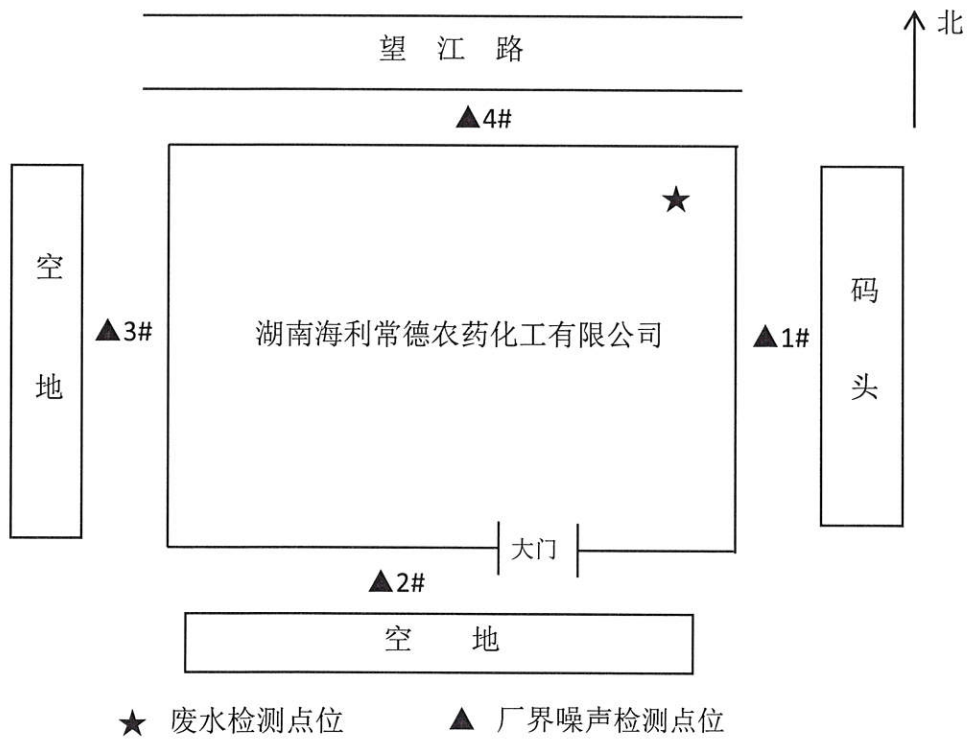 北
望江路
▲4#
空地
▲3#
湖南海利常德农药化工有限公司
▲1#
码头
大门
▲2#
空地
★ 废水检测点位 ▲ 厂界噪声检测点位